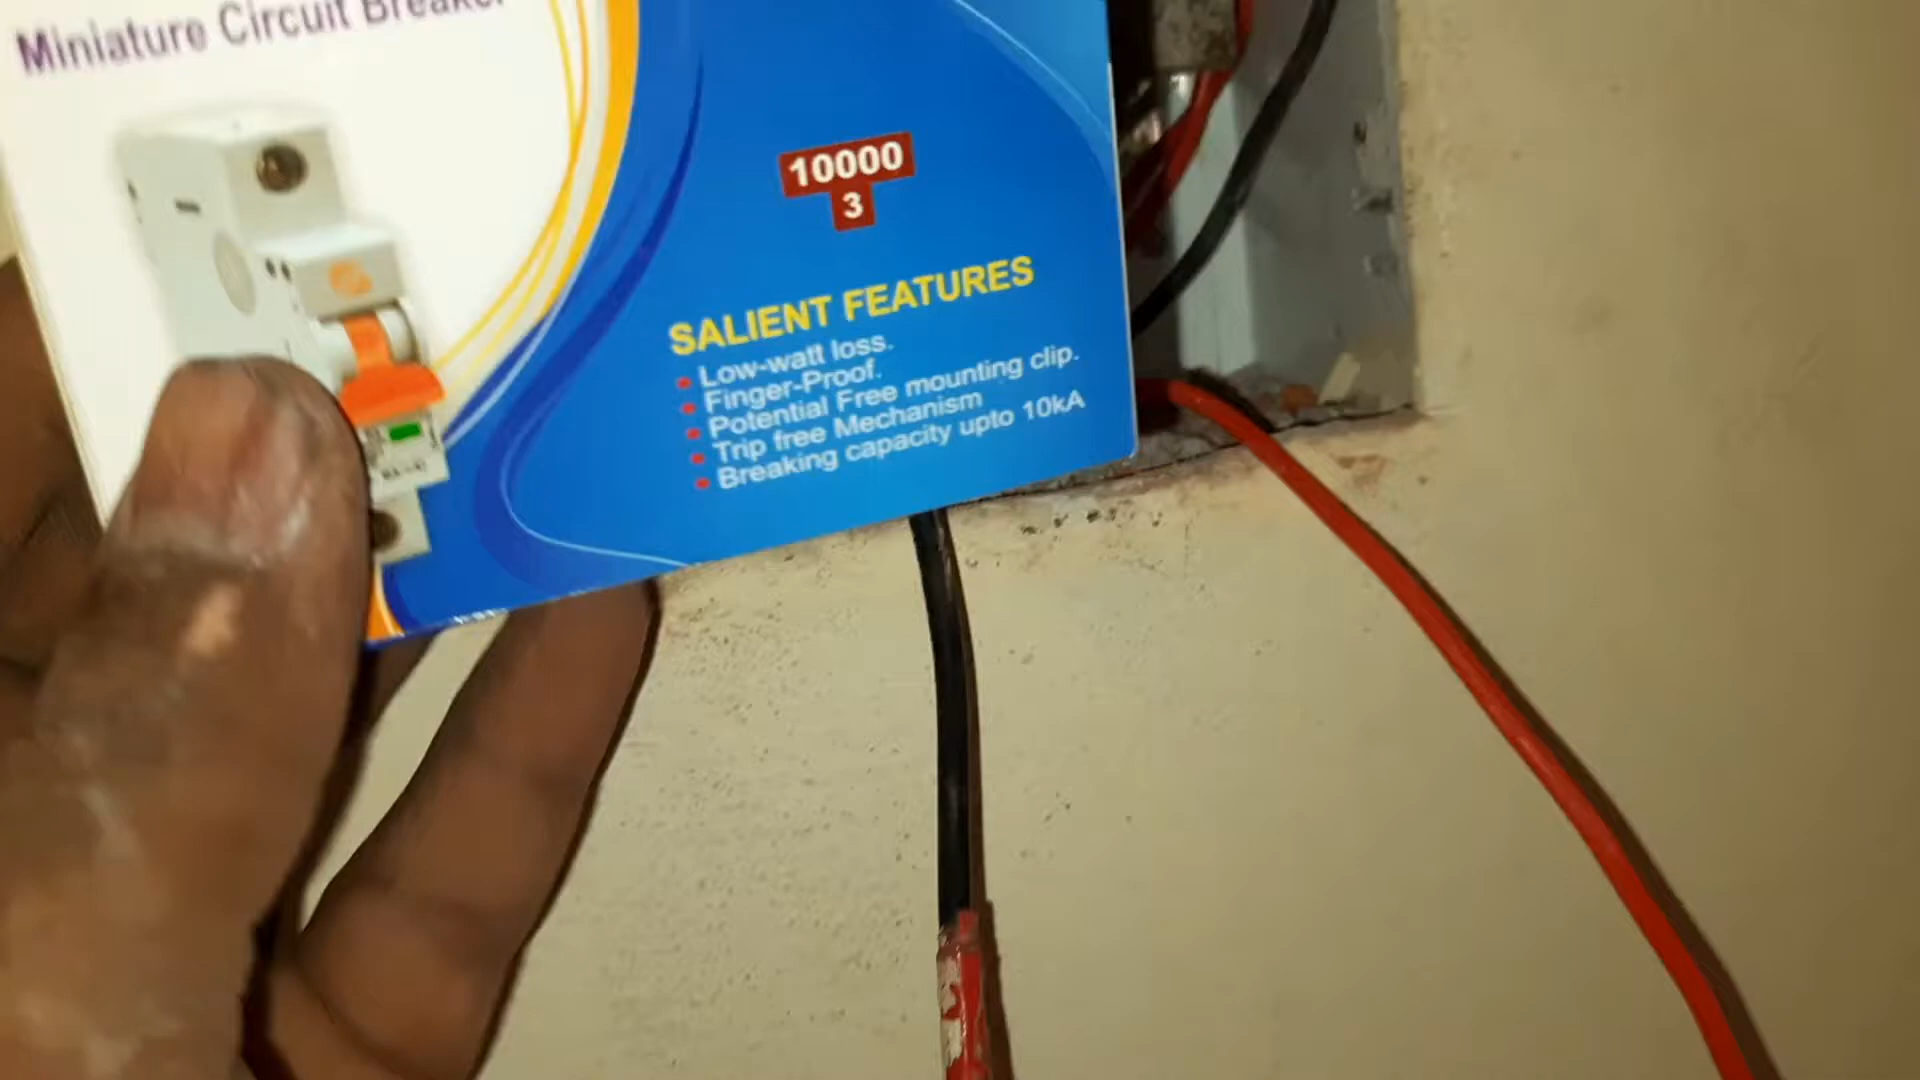 Miniature Circuit Breaker
10000
3
SALIENT FEATURES
Low-watt loss.
Finger-Proof.
Potential Free mounting clip.
Trip free Mechanism
Breaking capacity upto 10kA